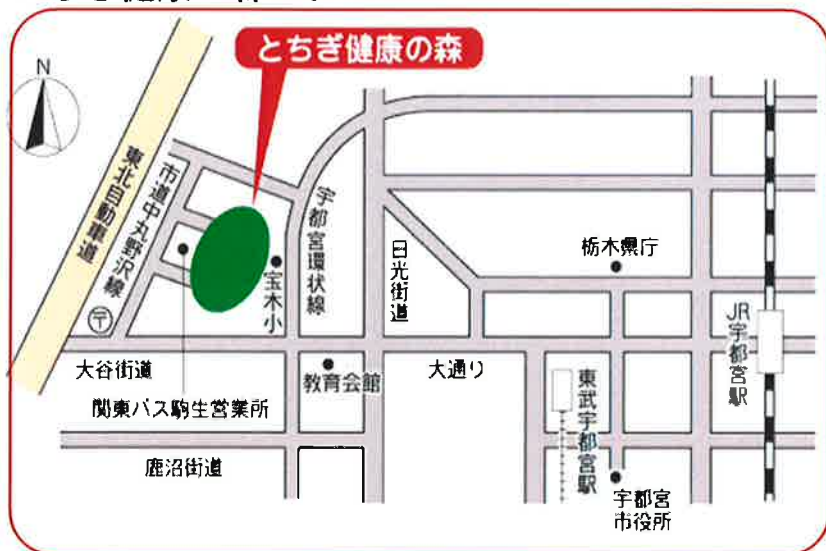 とちぎ健康の森
N
東北自動車道
市道中丸野沢線
宝木小
宇都宮環状線
日光街道
栃木県庁
JR宇都宮駅
〒
大谷街道
教育会館
大通り
関東バス駒生営業所
東武宇都宮駅
鹿沼街道
宇都宮
市役所